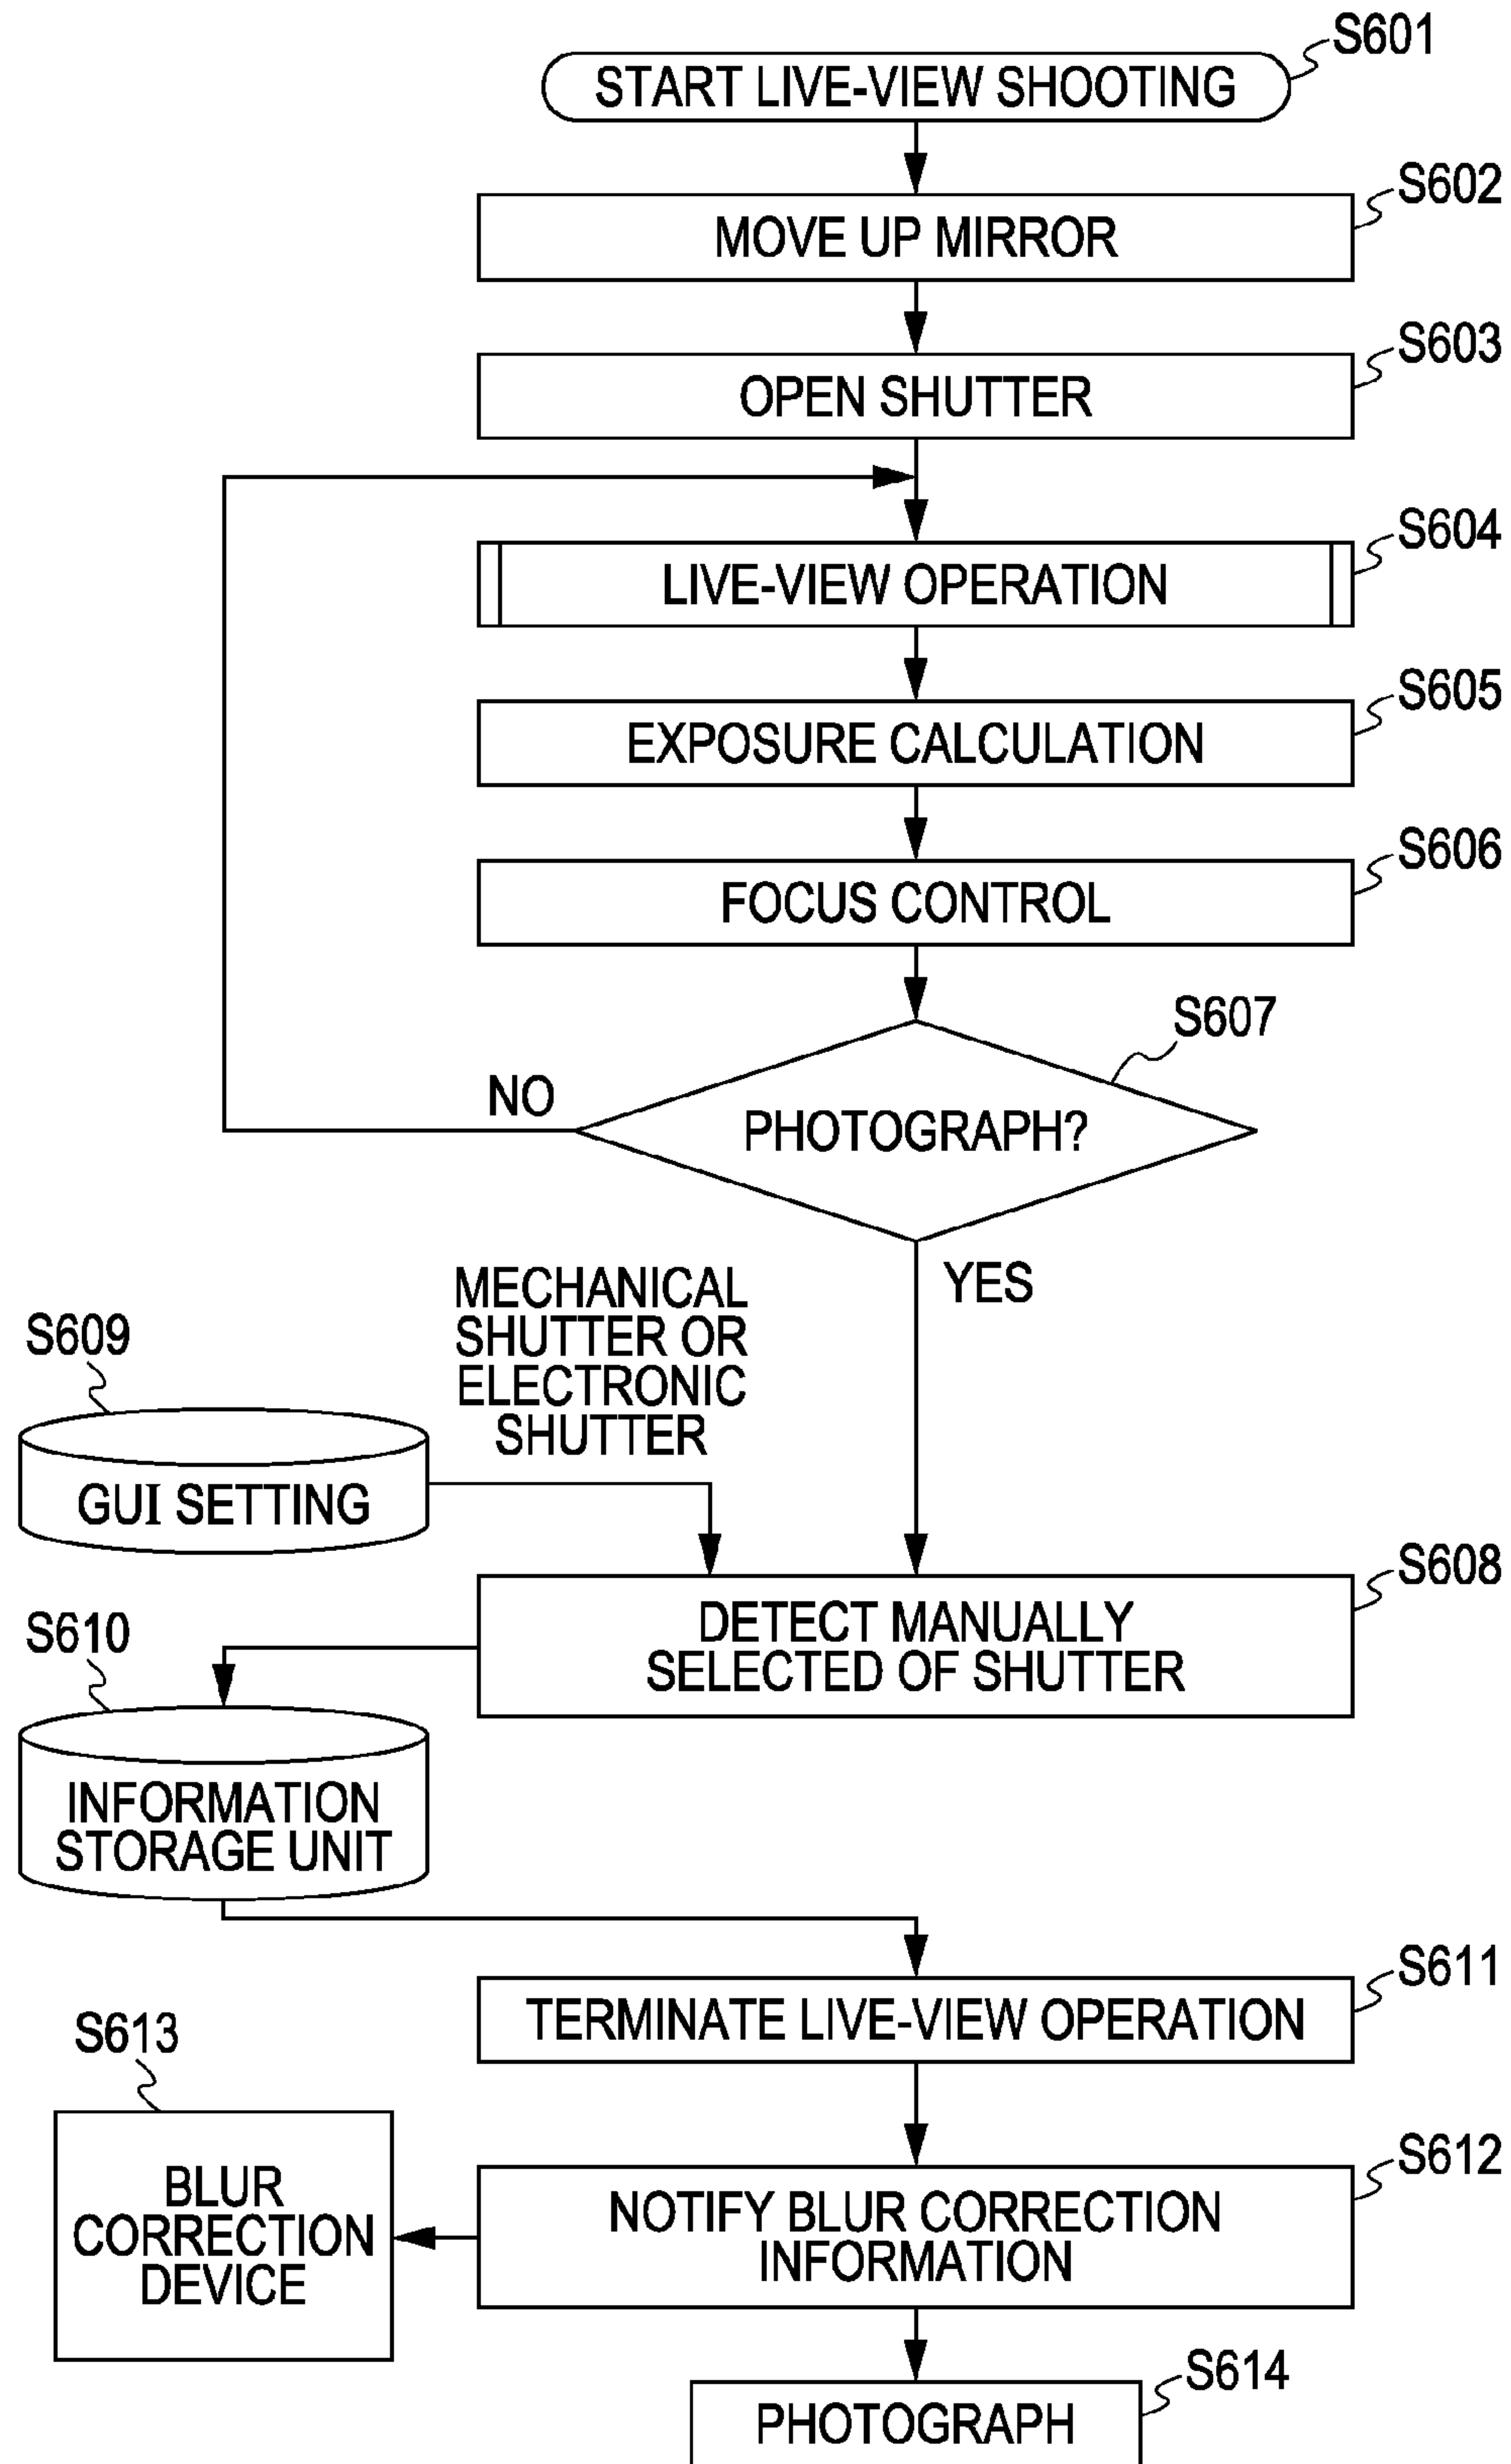 S601
START LIVE-VIEW SHOOTING
S602
MOVE UP MIRROR
S603
OPEN SHUTTER
S604
LIVE-VIEW OPERATION
S605
EXPOSURE CALCULATION
S606
FOCUS CONTROL
S607
NO
PHOTOGRAPH?
YES
MECHANICAL
SHUTTER OR
ELECTRONIC
SHUTTER
S609
GUI SETTING
S608
DETECT MANUALLY
SELECTED OF SHUTTER
S610
INFORMATION
STORAGE UNIT
S611
TERMINATE LIVE-VIEW OPERATION
S613
BLUR
CORRECTION
DEVICE
S612
NOTIFY BLUR CORRECTION
INFORMATION
S614
PHOTOGRAPH